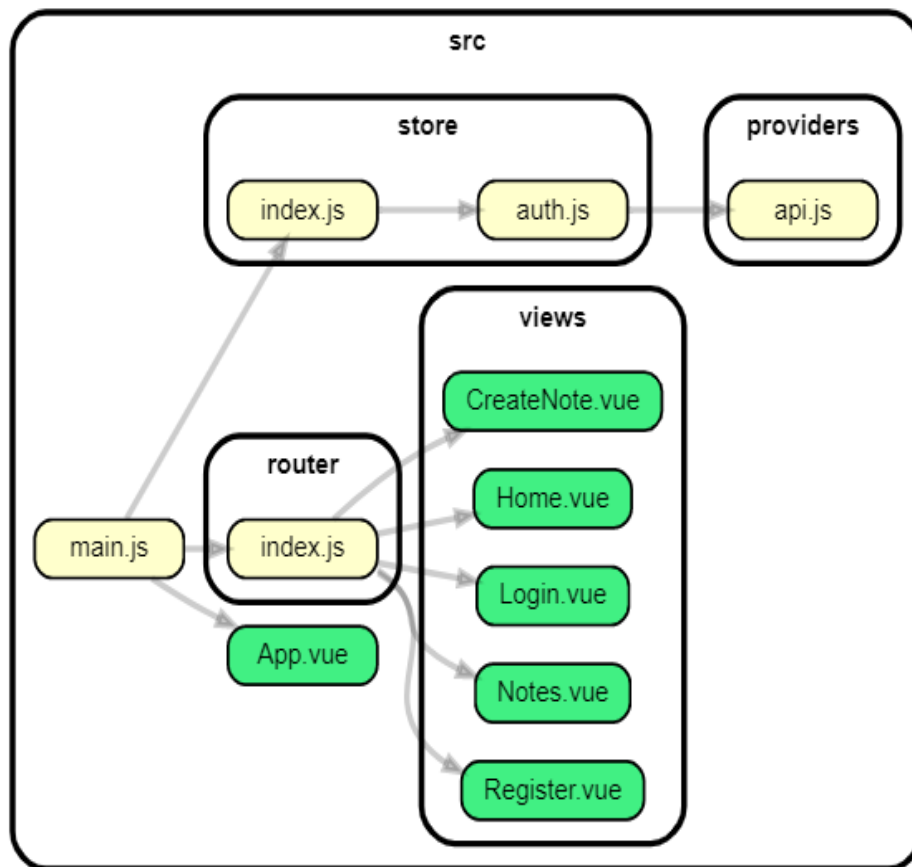 src
store
providers
index.js
auth.js
api.js
views
CreateNote.vue
router
Home.vue
main.js
index.js
Login.vue
App.vue
Notes.vue
Register.vue